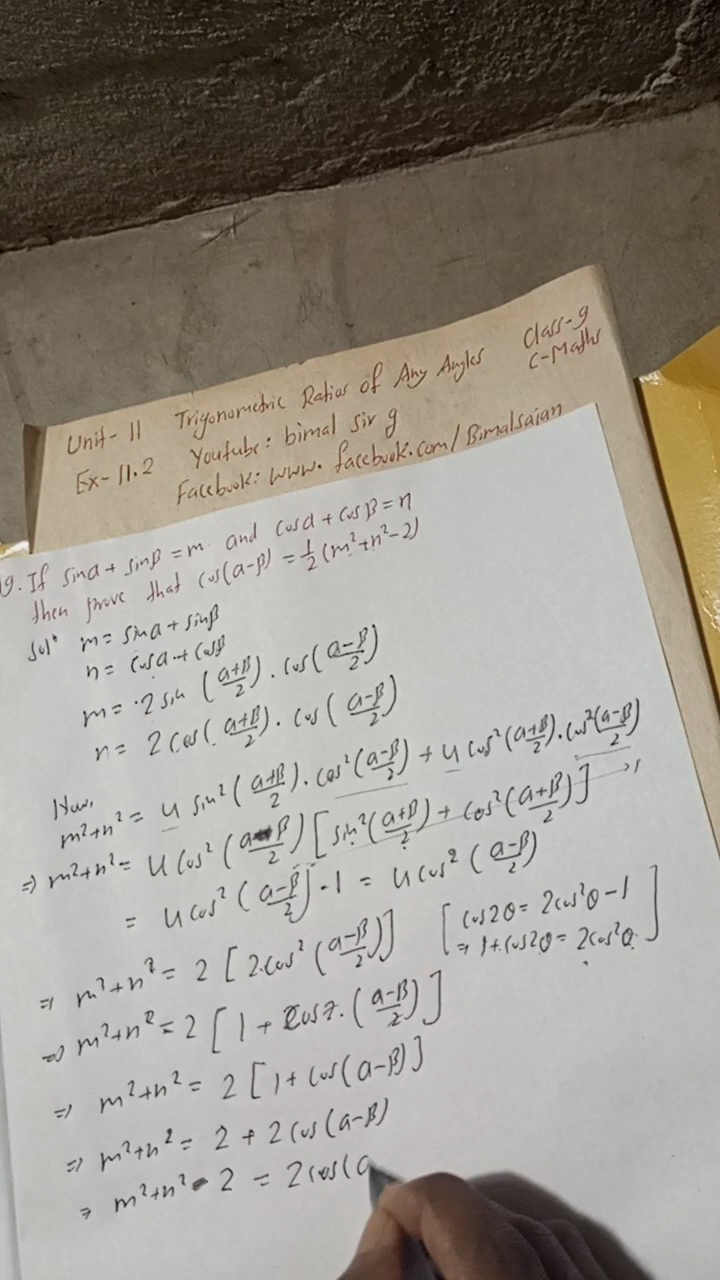 Unit-11 Trigonometric Ratios of Any Angles Class-9
Ex-11.2 Youtube: bimal sir g C-Maths
Facebook: www.facebook.com/Bimalsaian
19. If sinα + sinβ = m and cosα + cosβ = n
then prove that cos(α-β) = 1/2 (m²+n²-2)
Solⁿ m = sinα + sinβ
n = cosα + cosβ
m = 2 sin (α+β/2) . cos(α-β/2)
n = 2 cos(α+β/2) . cos (α-β/2)
Now,
m²+n² = 4 sin²(α+β/2) . cos²(α-β/2) + 4 cos²(α+β/2) . cos²(α-β/2)
⇒ m²+n² = 4 cos²(α-β/2) [sin²(α+β/2) + cos²(α+β/2)] → 1
= 4 cos²(α-β/2) . 1 = 4 cos²(α-β/2)
⇒ m²+n² = 2 [2.cos²(α-β/2)] [cos2θ = 2cos²θ - 1
⇒ 1+cos2θ = 2cos²θ]
⇒ m²+n² = 2 [1 + cos2.(α-β/2)]
⇒ m²+n² = 2 [1 + cos(α-β)]
⇒ m²+n² = 2 + 2 cos(α-β)
⇒ m²+n² - 2 = 2 cos(α